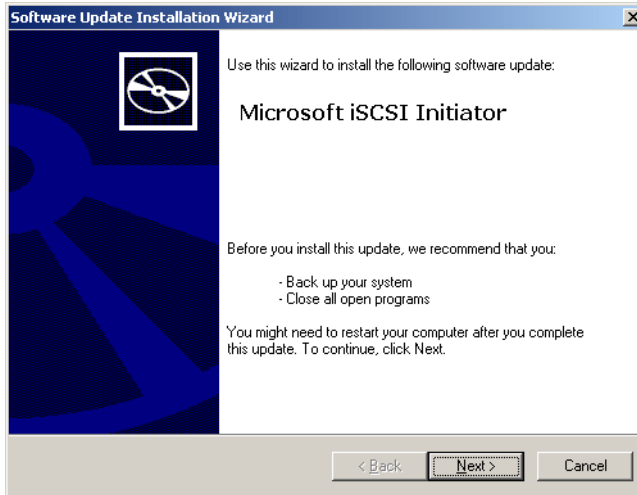 Software Update Installation Wizard
Use this wizard to install the following software update:
Microsoft iSCSI Initiator
Before you install this update, we recommend that you:
- Back up your system
- Close all open programs
You might need to restart your computer after you complete
this update. To continue, click Next.
< Back
Next >
Cancel